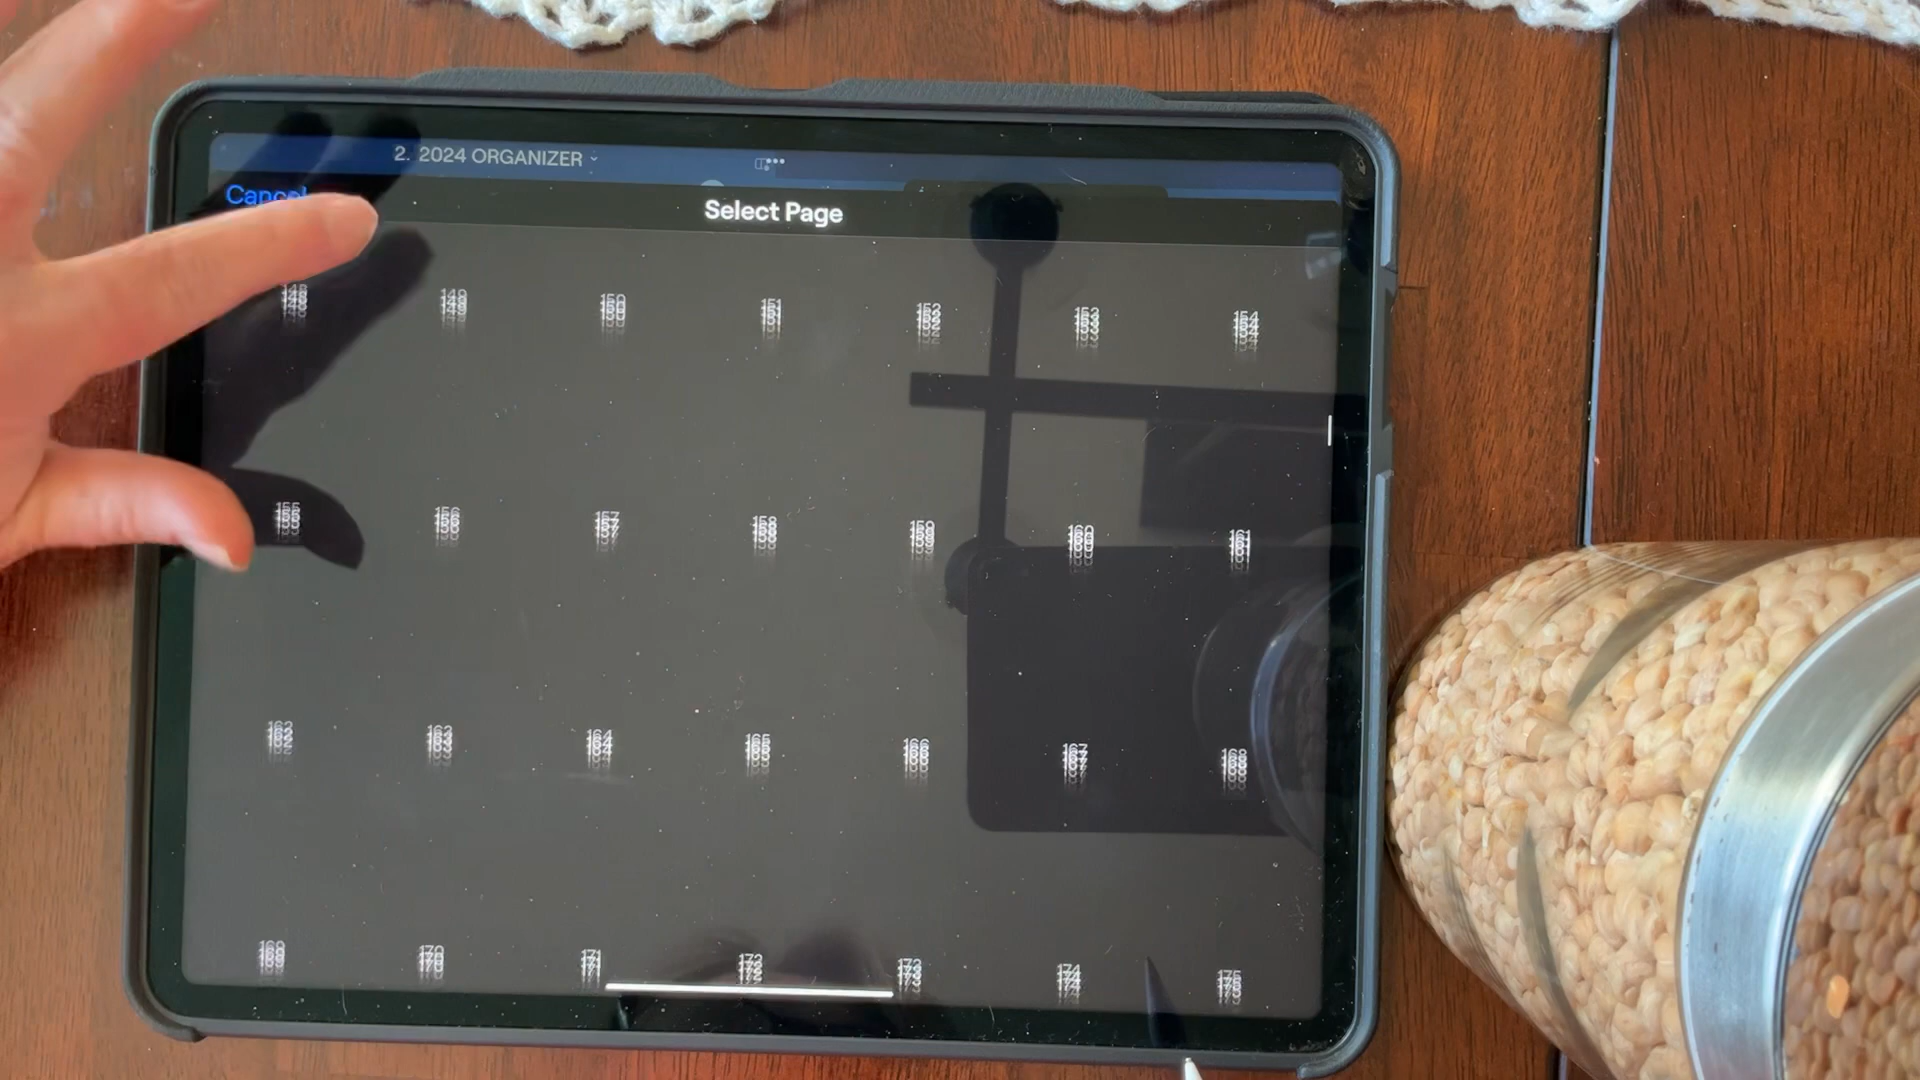 2. 2024 ORGANIZER
Cancel
Select Page
148 149 150 151 152 153 154
155 156 157 158 159 160 161
162 163 164 165 166 167 168
169 170 171 172 173 174 175